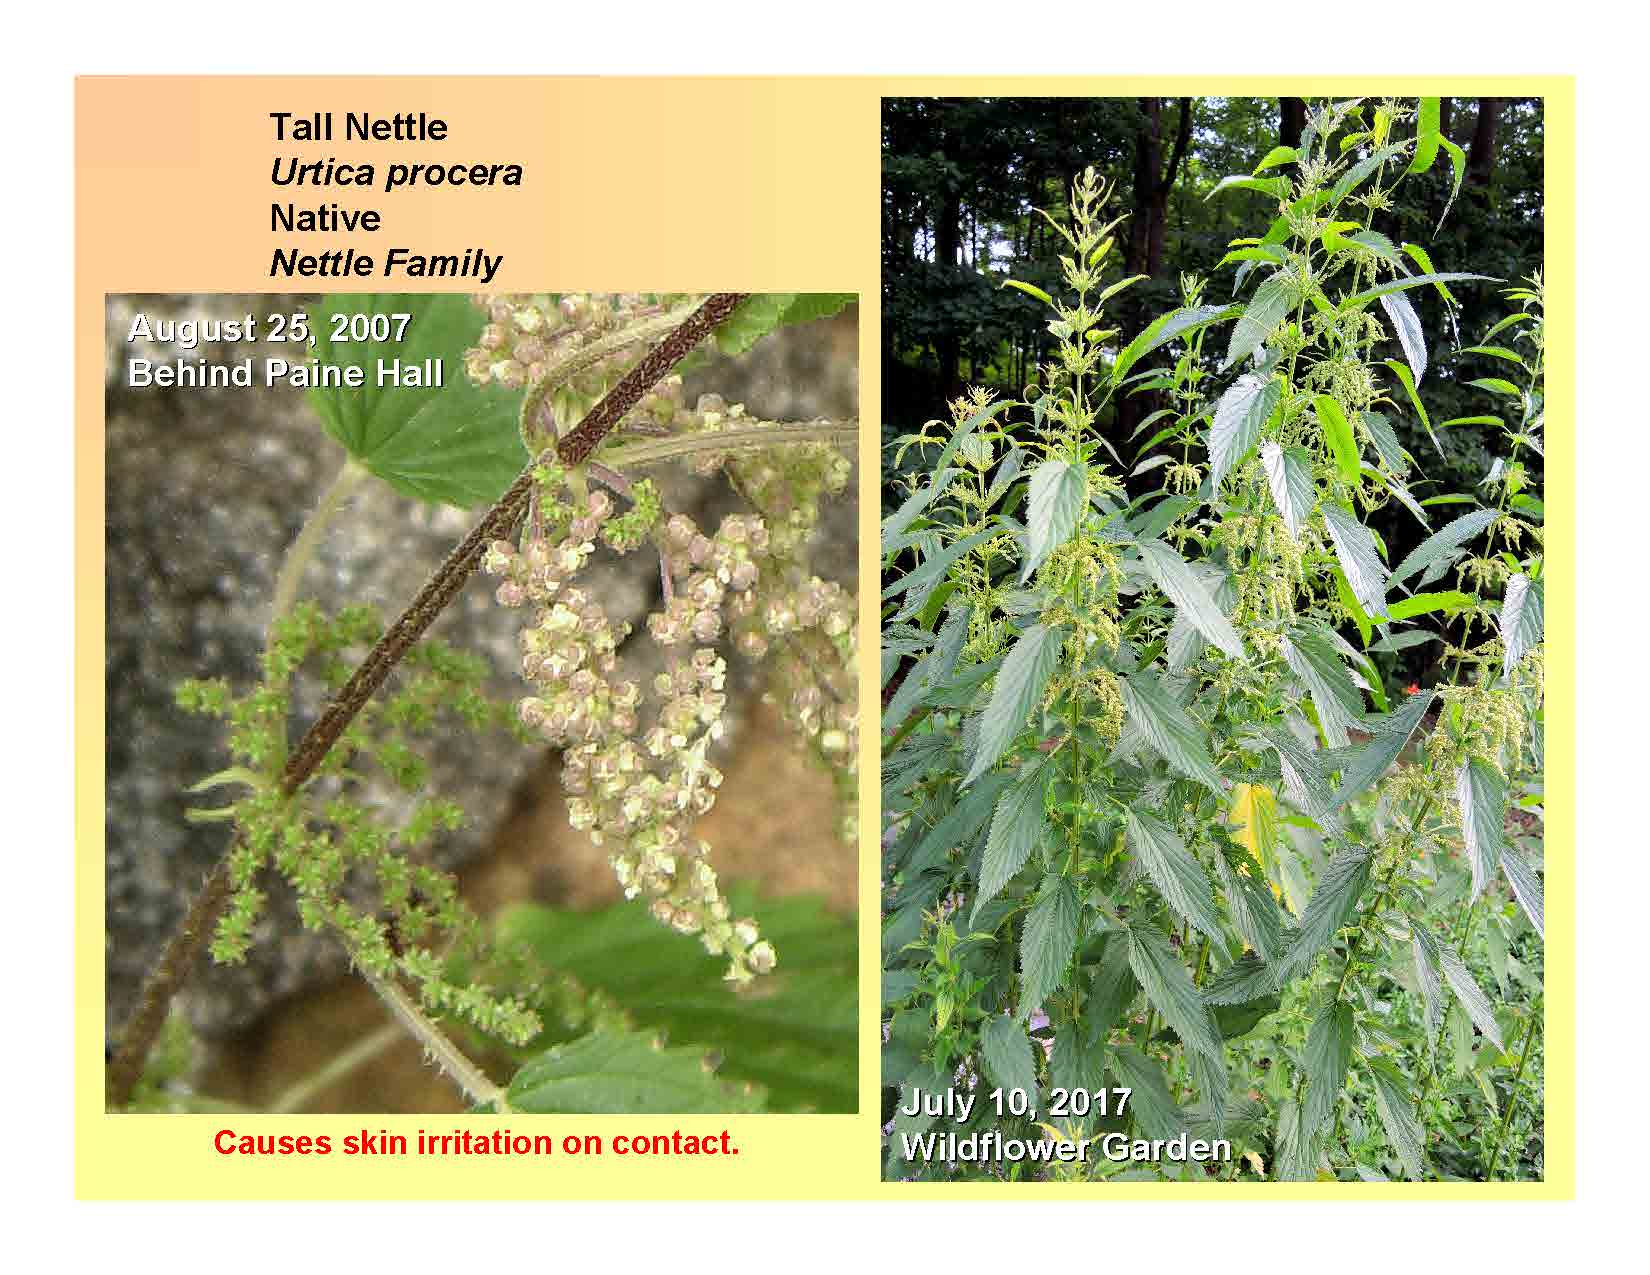 Tall Nettle
Urtica procera
Native
Nettle Family
August 25, 2007
Behind Paine Hall
Causes skin irritation on contact.
July 10, 2017
Wildflower Garden